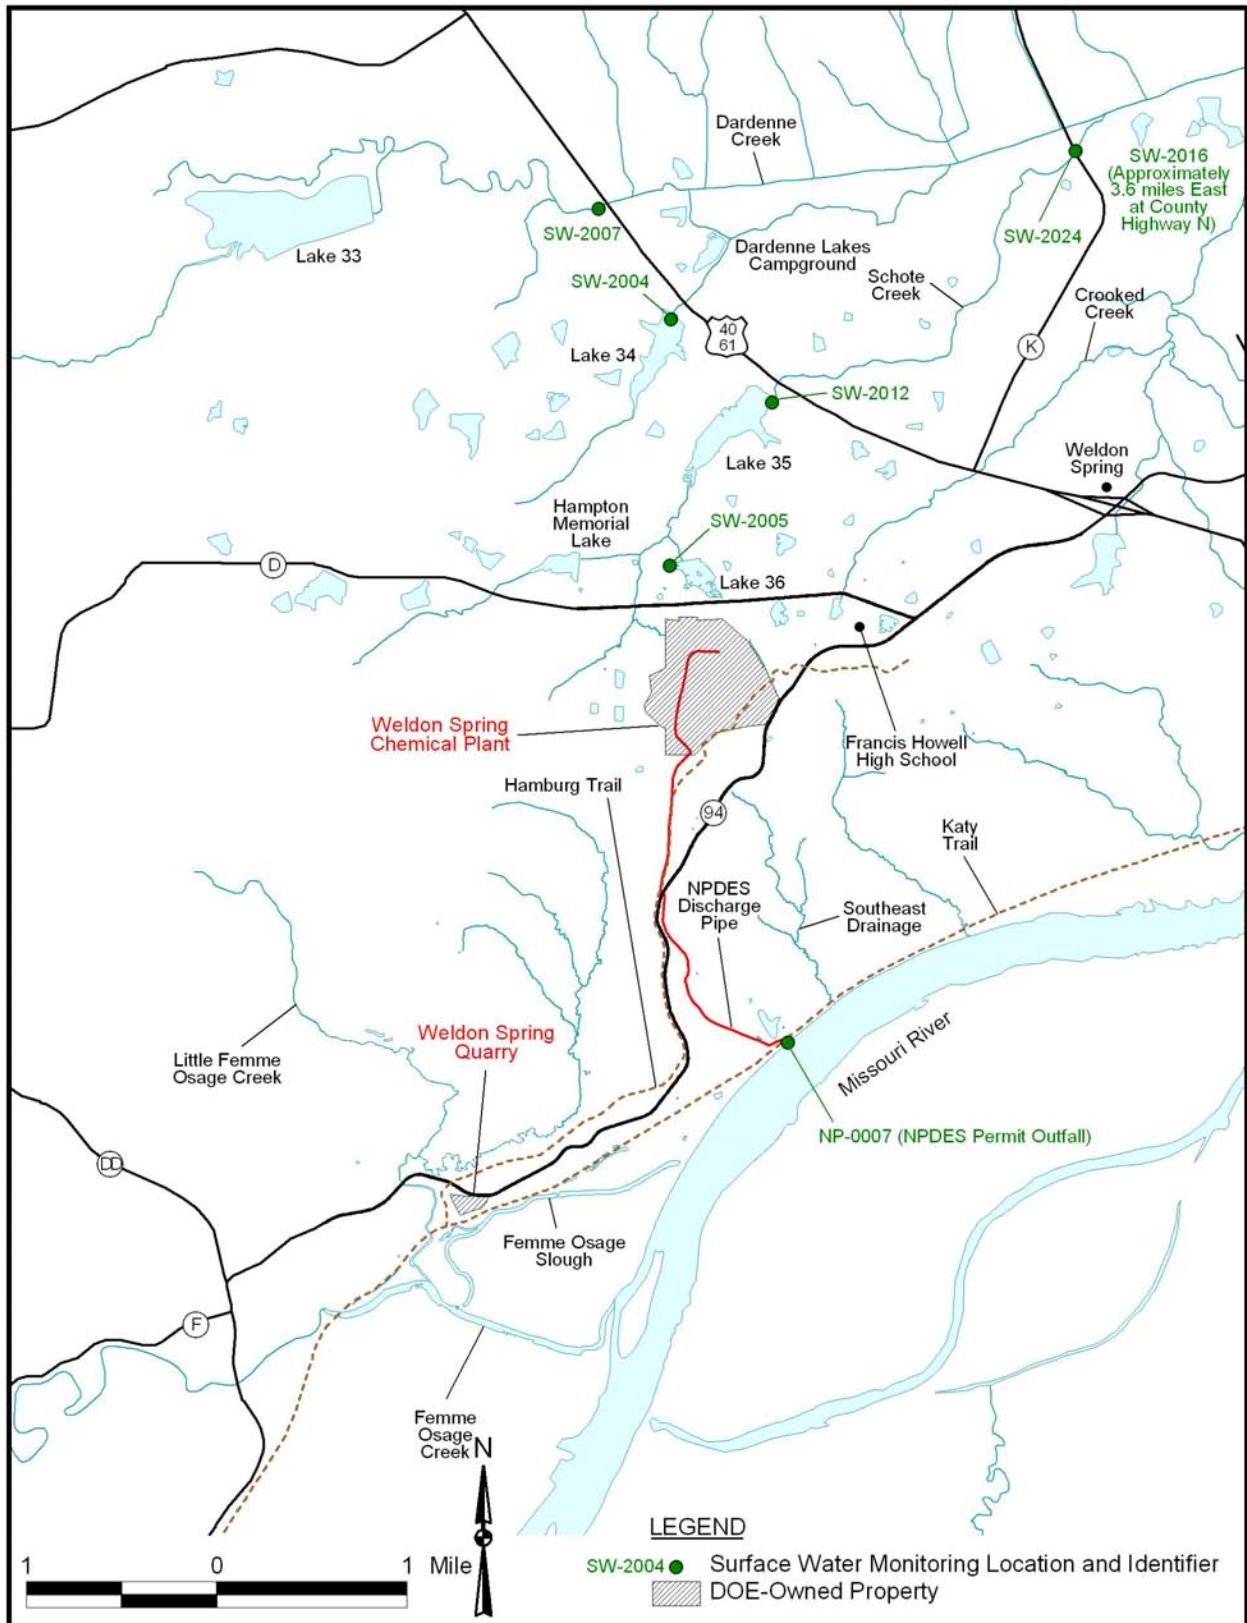 Dardenne
Creek
SW-2016
(Approximately
3.6 miles East
at County
Highway N)
SW-2007
SW-2024
Lake 33
Dardenne Lakes
Campground
SW-2004
Schote
Creek
Crooked
Creek
40
61
K
Lake 34
SW-2012
Lake 35
Weldon
Spring
Hampton
Memorial
Lake
SW-2005
D
Lake 36
Weldon Spring
Chemical Plant
Francis Howell
High School
Hamburg Trail
94
Katy
Trail
NPDES
Discharge
Pipe
Southeast
Drainage
Missouri River
Little Femme
Osage Creek
Weldon Spring
Quarry
NP-0007 (NPDES Permit Outfall)
DD
Femme Osage
Slough
F
Femme
Osage
Creek
N
LEGEND
1 0 1
Mile
SW-2004 Surface Water Monitoring Location and Identifier
DOE-Owned Property